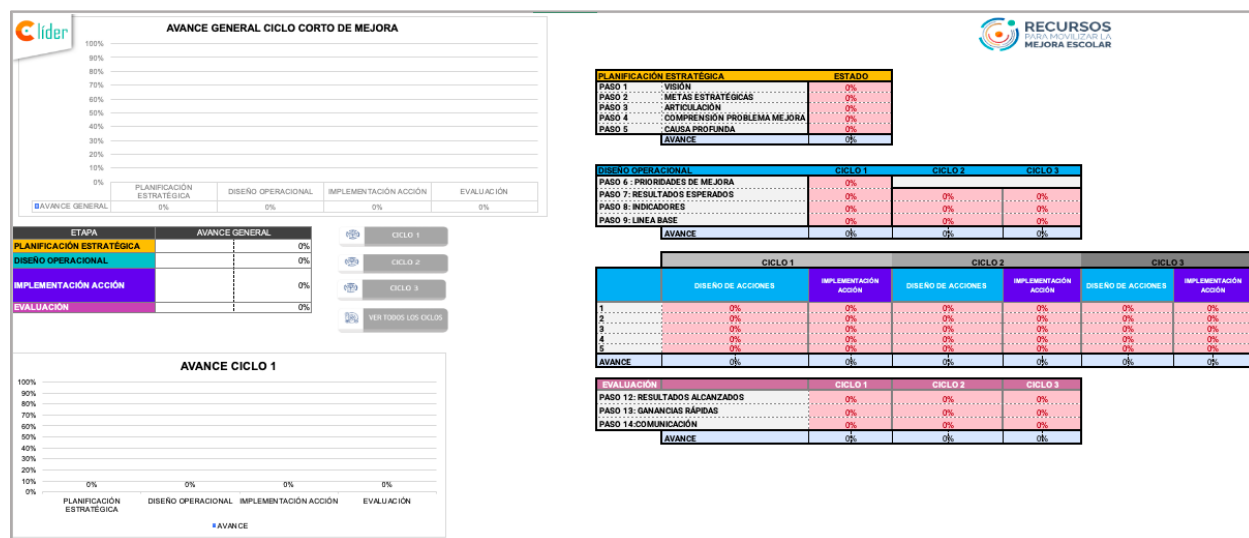 líder
AVANCE GENERAL CICLO CORTO DE MEJORA
100%
90%
80%
70%
60%
50%
40%
30%
20%
10%
0%
PLANIFICACIÓN ESTRATÉGICA DISEÑO OPERACIONAL IMPLEMENTACIÓN ACCIÓN EVALUACIÓN
AVANCE GENERAL 0% 0% 0% 0%
ETAPA AVANCE GENERAL
PLANIFICACIÓN ESTRATÉGICA 0%
DISEÑO OPERACIONAL 0%
IMPLEMENTACIÓN ACCIÓN 0%
EVALUACIÓN 0%
CICLO 1
CICLO 2
CICLO 3
VER TODOS LOS CICLOS
AVANCE CICLO 1
100%
90%
80%
70%
60%
50%
40%
30%
20%
10%
0%
0% 0% 0% 0%
PLANIFICACIÓN ESTRATÉGICA DISEÑO OPERACIONAL IMPLEMENTACIÓN ACCIÓN EVALUACIÓN
AVANCE
RECURSOS
PARA MOVILIZAR LA
MEJORA ESCOLAR
PLANIFICACIÓN ESTRATÉGICA ESTADO
PASO 1 VISIÓN 0%
PASO 2 METAS ESTRATÉGICAS 0%
PASO 3 ARTICULACIÓN 0%
PASO 4 COMPRENSIÓN PROBLEMA MEJORA 0%
PASO 5 CAUSA PROFUNDA 0%
AVANCE 0%
DISEÑO OPERACIONAL CICLO 1 CICLO 2 CICLO 3
PASO 6 : PRIORIDADES DE MEJORA 0%
PASO 7: RESULTADOS ESPERADOS 0% 0% 0%
PASO 8: INDICADORES 0% 0% 0%
PASO 9: LINEA BASE 0% 0% 0%
AVANCE 0% 0% 0%
CICLO 1 CICLO 2 CICLO 3
DISEÑO DE ACCIONES IMPLEMENTACIÓN ACCIÓN DISEÑO DE ACCIONES IMPLEMENTACIÓN ACCIÓN DISEÑO DE ACCIONES IMPLEMENTACIÓN ACCIÓN
1 0% 0% 0% 0% 0% 0%
2 0% 0% 0% 0% 0% 0%
3 0% 0% 0% 0% 0% 0%
4 0% 0% 0% 0% 0% 0%
5 0% 0% 0% 0% 0% 0%
AVANCE 0% 0% 0% 0% 0% 0%
EVALUACIÓN CICLO 1 CICLO 2 CICLO 3
PASO 12: RESULTADOS ALCANZADOS 0% 0% 0%
PASO 13: GANANCIAS RÁPIDAS 0% 0% 0%
PASO 14:COMUNICACIÓN 0% 0% 0%
AVANCE 0% 0% 0%